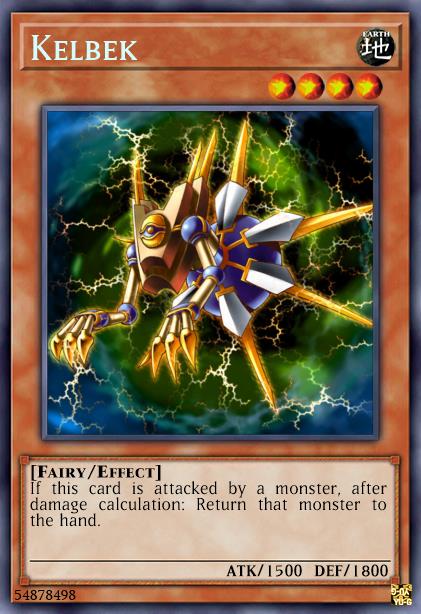 KELBEK
EARTH
地
[FAIRY/EFFECT]
If this card is attacked by a monster, after
damage calculation: Return that monster to
the hand.
ATK/1500 DEF/1800
54878498